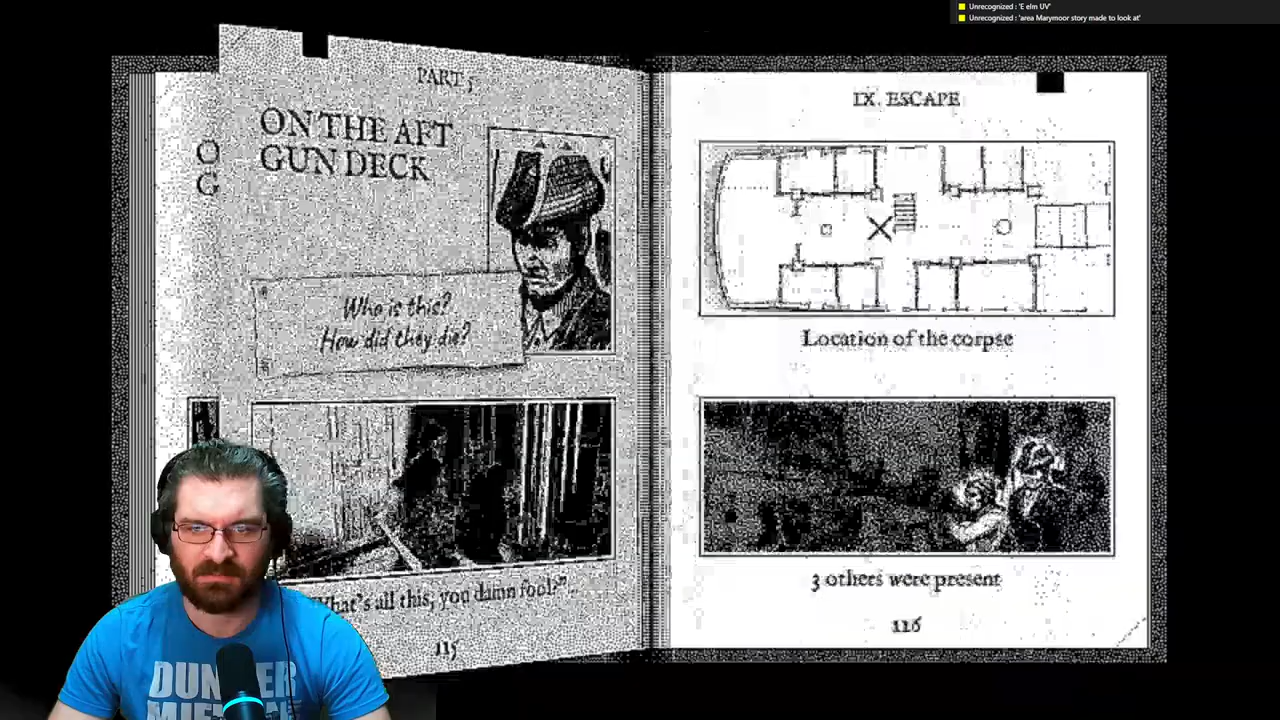 Unrecognized : 'E elm UV'
Unrecognized : 'area Marymoor story made to look at'
PART 5
ON THE AFT
GUN DECK
O
G
Who is this?
How did they die?
What's all this, you damn fool?"
115
IX. ESCAPE
Location of the corpse
3 others were present
116